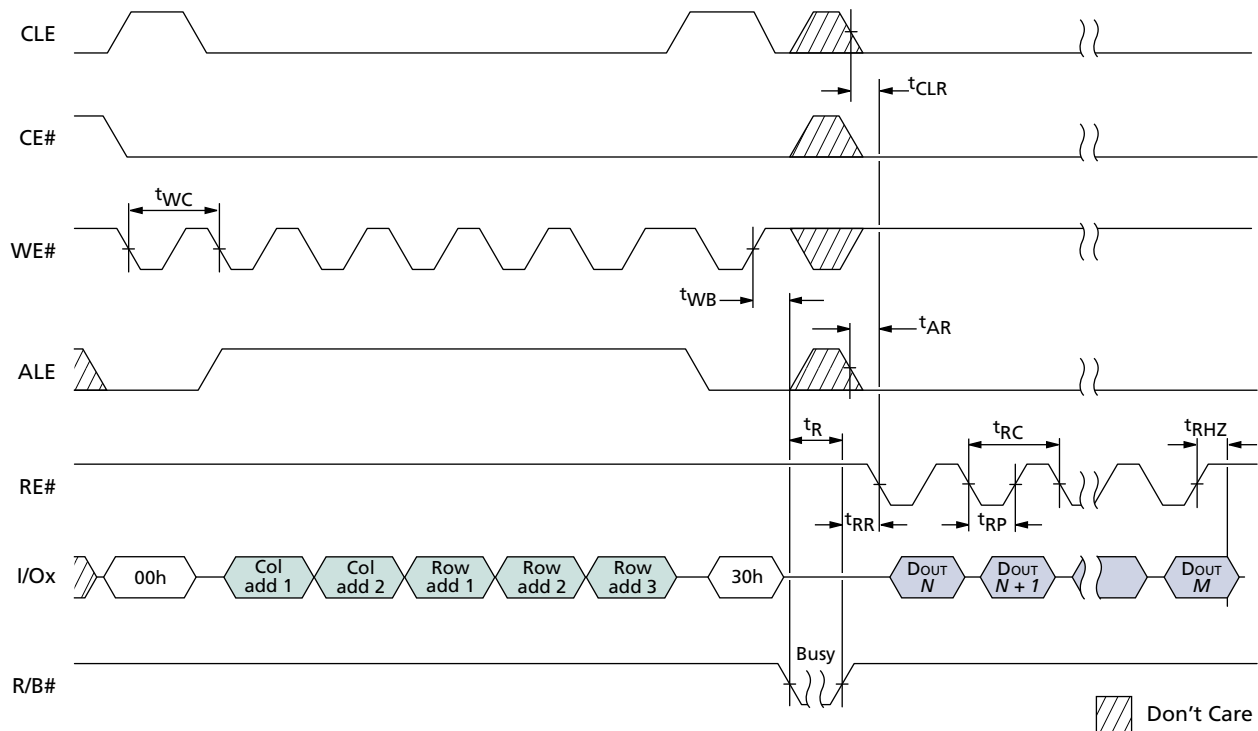 CLE
tCLR
CE#
tWC
WE#
tWB
tAR
ALE
tR
tRC
tRHZ
RE#
tRR
tRP
I/Ox
00h
Col
add 1
Col
add 2
Row
add 1
Row
add 2
Row
add 3
30h
DOUT
N
DOUT
N + 1
DOUT
M
Busy
R/B#
Don't Care